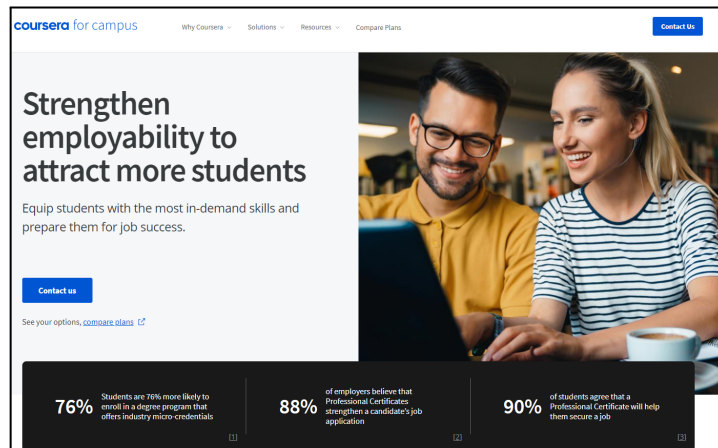 coursera for campus
Why Coursera Solutions Resources Compare Plans
Contact Us
Strengthen
employability to
attract more students
Equip students with the most in-demand skills and
prepare them for job success.
Contact us
See your options, compare plans
76%
Students are 76% more likely to
enroll in a degree program that
offers industry micro-credentials
[1]
88%
of employers believe that
Professional Certificates
strengthen a candidate's job
application
[2]
90%
of students agree that a
Professional Certificate will help
them secure a job
[3]